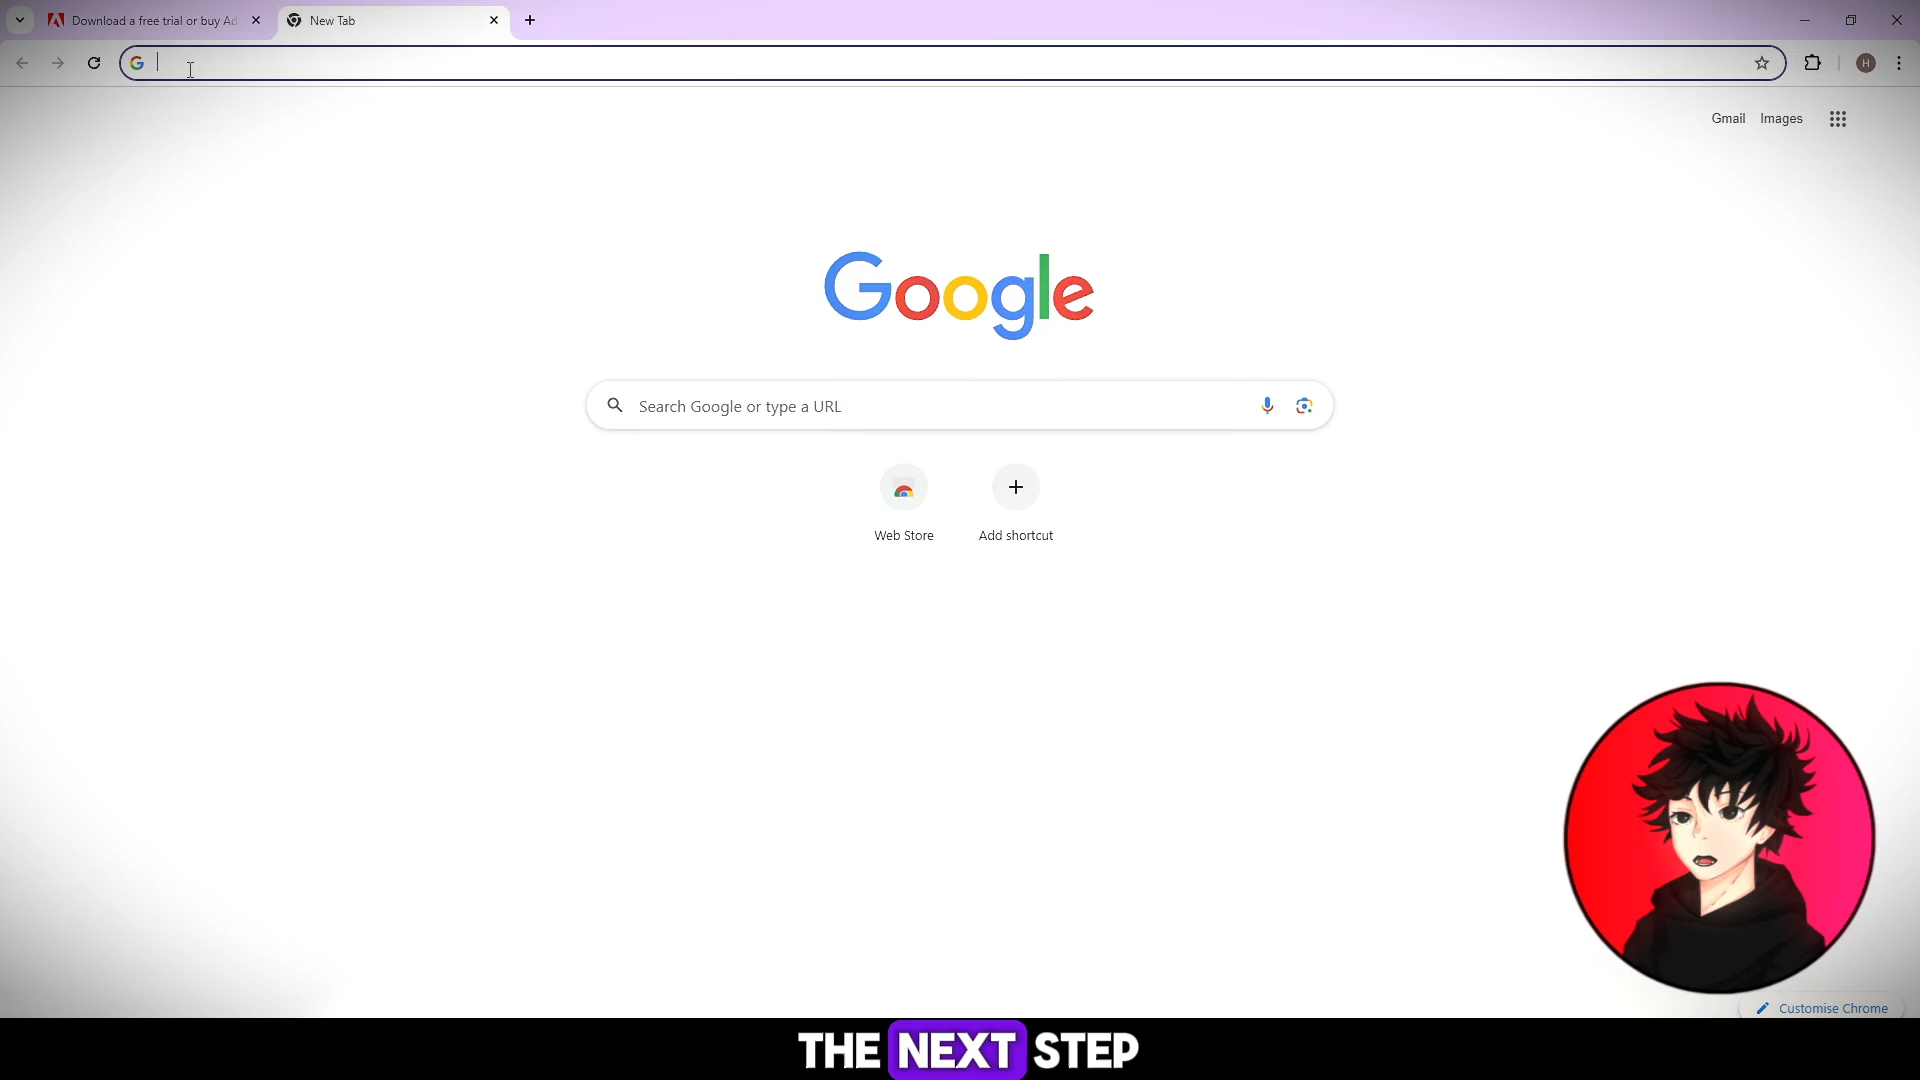 Download a free trial or buy Ad
New Tab
Gmail Images
H
Google
Search Google or type a URL
Web Store Add shortcut
Customise Chrome
THE NEXT STEP